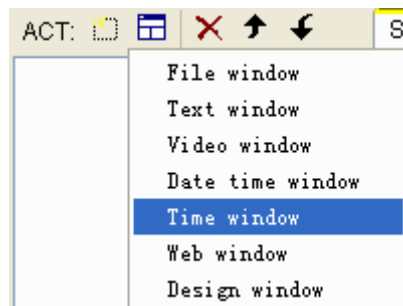 ACT: S
File window
Text window
Video window
Date time window
Time window
Web window
Design window